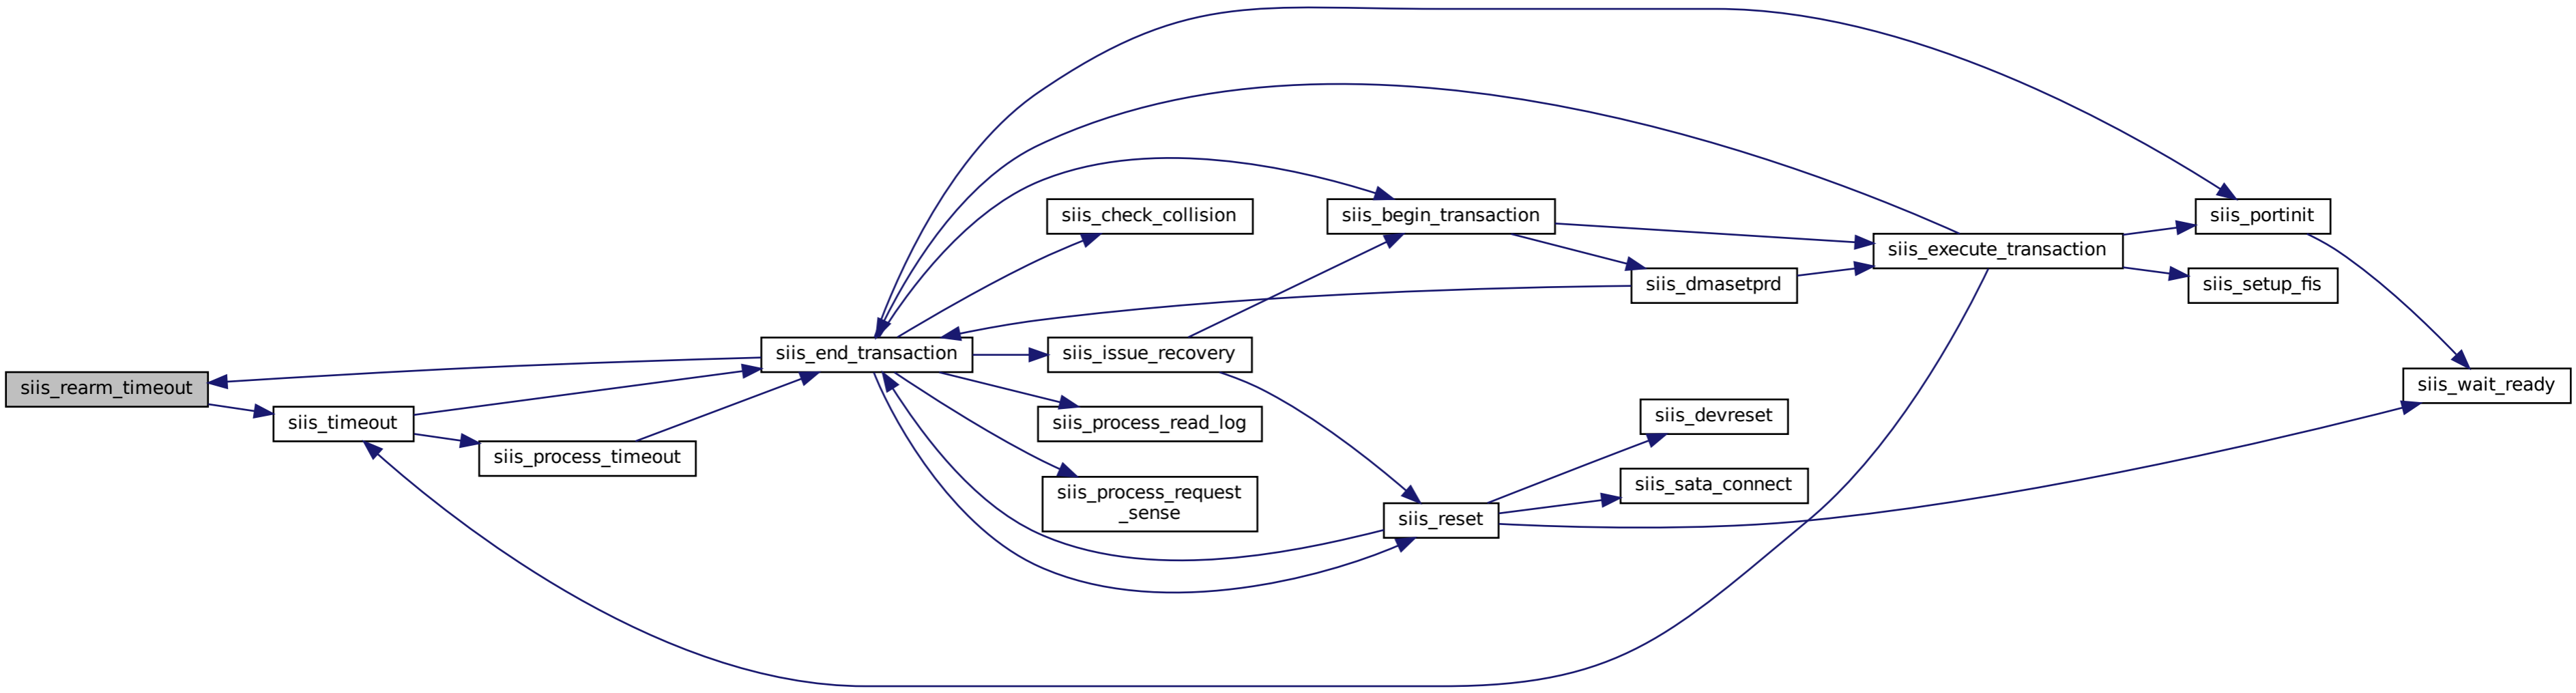 siis_rearm_timeout
siis_timeout
siis_process_timeout
siis_end_transaction
siis_check_collision
siis_issue_recovery
siis_process_read_log
siis_process_request
_sense
siis_begin_transaction
siis_reset
siis_dmasetprd
siis_devreset
siis_sata_connect
siis_execute_transaction
siis_portinit
siis_setup_fis
siis_wait_ready